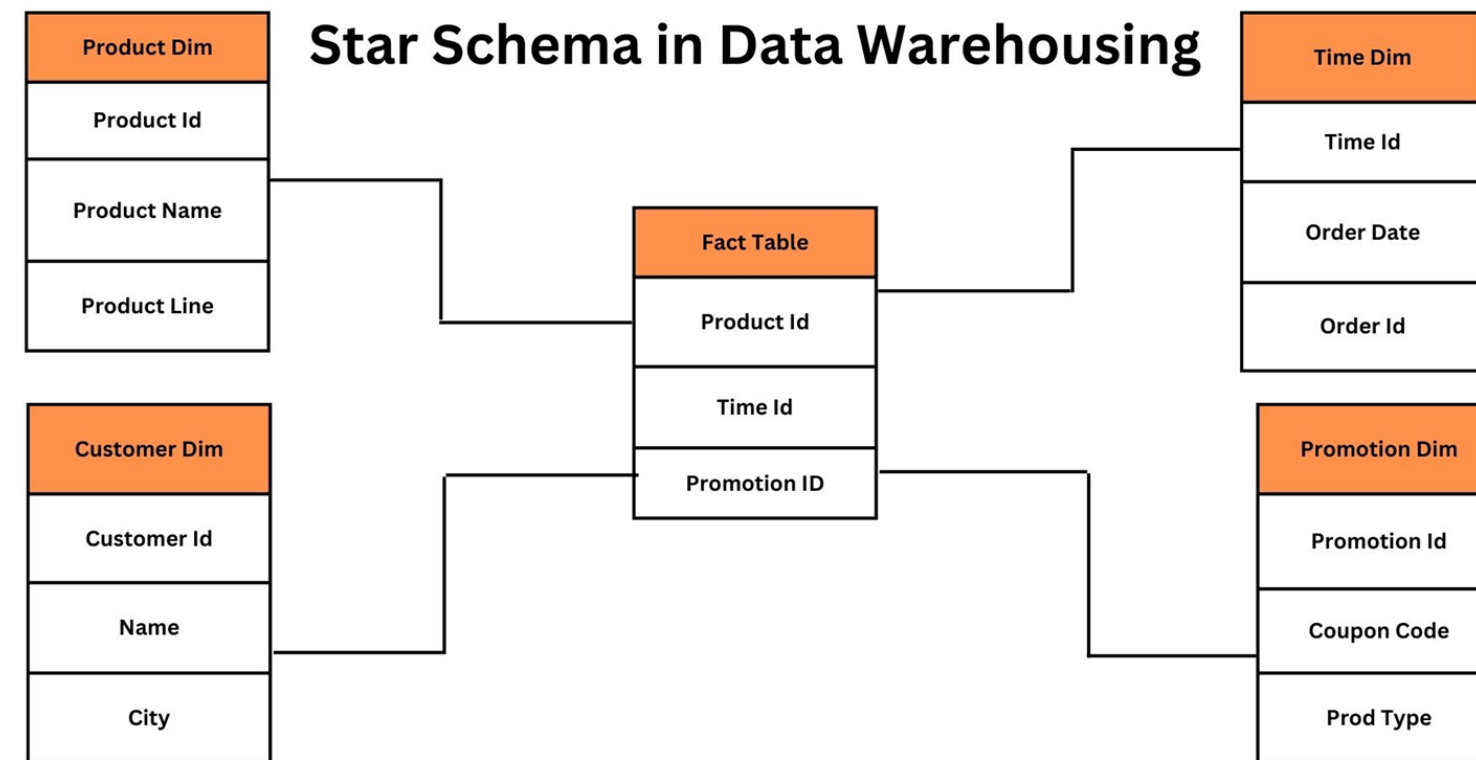 Star Schema in Data Warehousing
Product Dim
Product Id
Product Name
Product Line
Customer Dim
Customer Id
Name
City
Fact Table
Product Id
Time Id
Promotion ID
Time Dim
Time Id
Order Date
Order Id
Promotion Dim
Promotion Id
Coupon Code
Prod Type